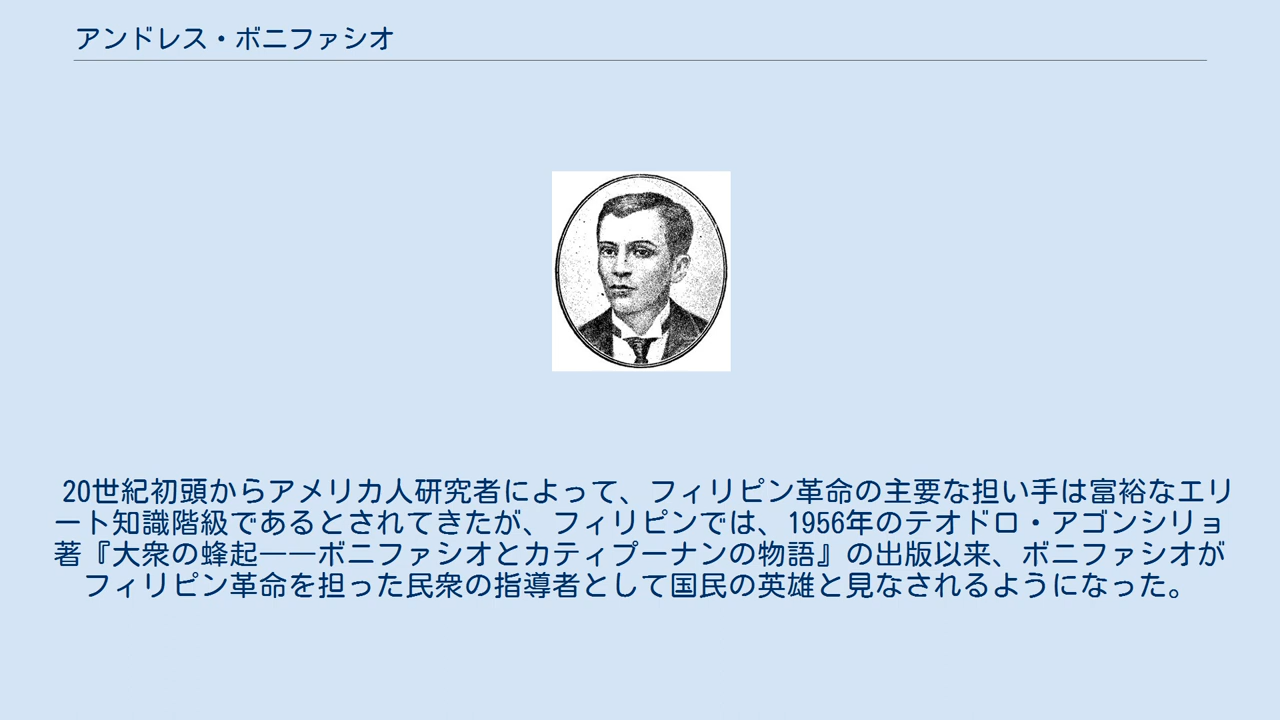 アンドレス・ボニファシオ
20世紀初頭からアメリカ人研究者によって、フィリピン革命の主要な担い手は富裕なエリ
ート知識階級であるとされてきたが、フィリピンでは、1956年のテオドロ・アゴンシリョ
著『大衆の蜂起——ボニファシオとカティプーナンの物語』の出版以来、ボニファシオが
フィリピン革命を担った民衆の指導者として国民の英雄と見なされるようになった。